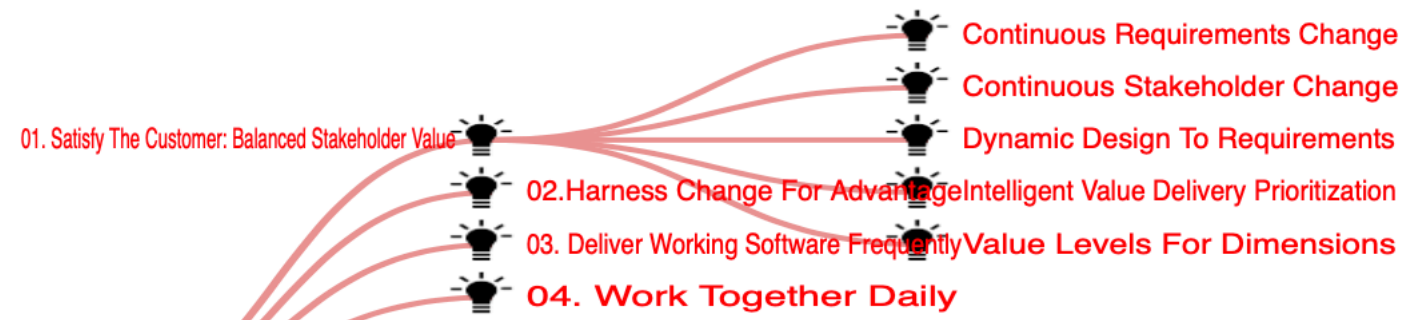 Continuous Requirements Change
Continuous Stakeholder Change
01. Satisfy The Customer: Balanced Stakeholder Value
Dynamic Design To Requirements
02.Harness Change For Advantage
Intelligent Value Delivery Prioritization
03. Deliver Working Software Frequently
Value Levels For Dimensions
04. Work Together Daily